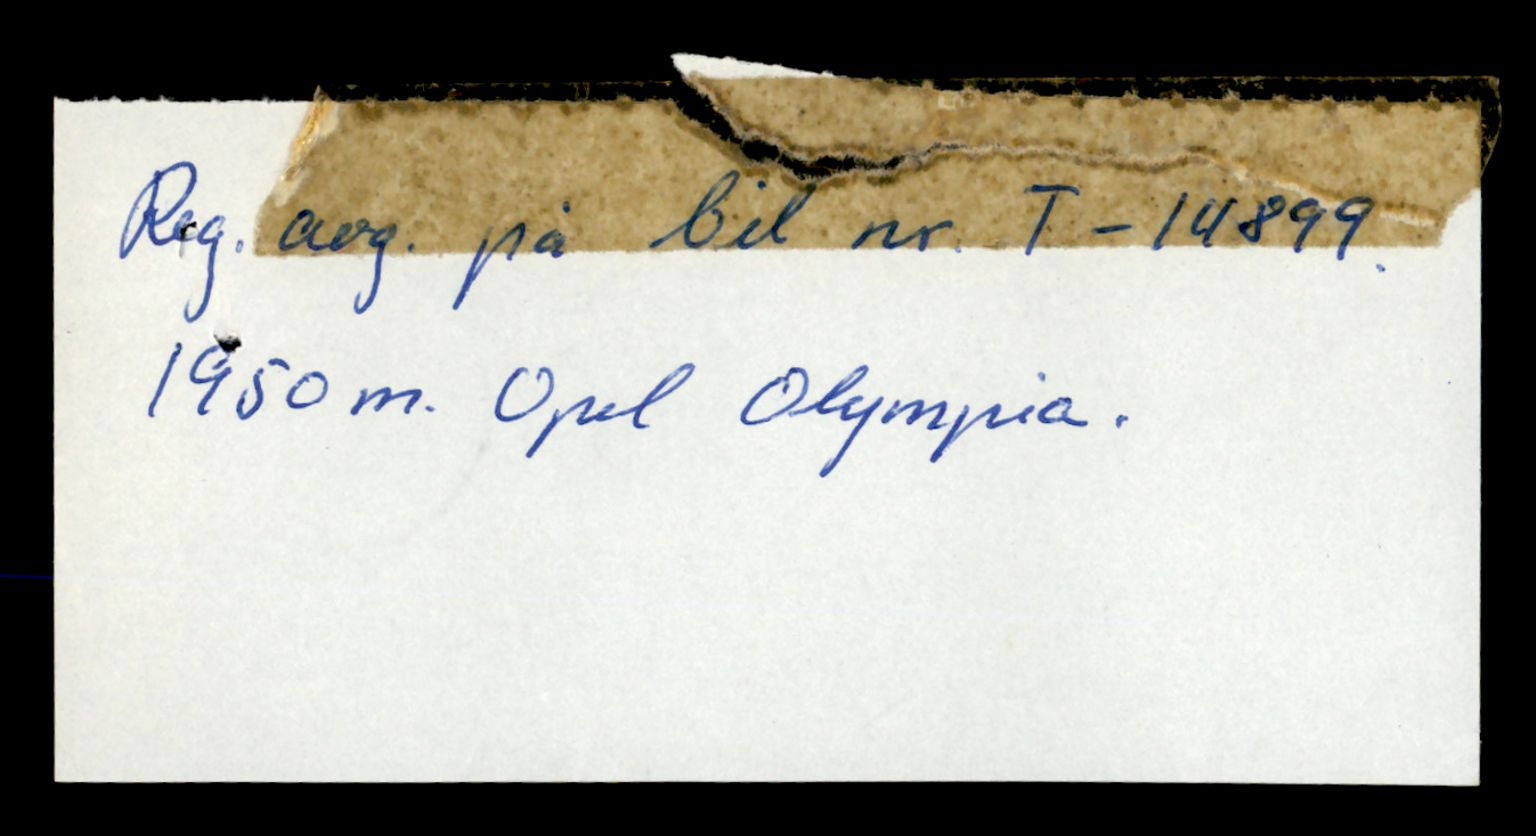 Reg. avg. på bil nr. T-14899.
1950 m. Opel Olympia.